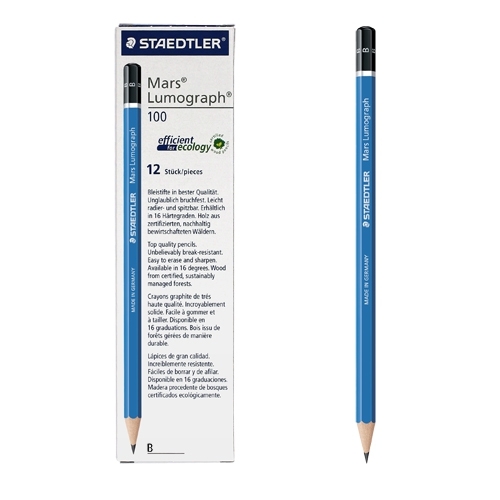 STAEDTLER
Mars®
Lumograph®
100
efficient
for ecology
12 Stück/pieces
Bleistifte in bester Qualität.
Unglaublich bruchfest. Leicht
radier- und spitzbar. Erhältlich
in 16 Härtegraden. Holz aus
zertifizierten, nachhaltig
bewirtschafteten Wäldern.
Top quality pencils.
Unbelievably break-resistant.
Easy to erase and sharpen.
Available in 16 degrees. Wood
from certified, sustainably
managed forests.
Crayons graphite de très
haute qualité. Incroyablement
solide. Facile à gommer et
à tailler. Disponible en
16 graduations. Bois issu de
forêts gérées de manière
durable.
Lápices de gran calidad.
Increíblemente resistente.
Fáciles de borrar y de afilar.
Disponible en 16 graduaciones.
Madera procedente de bosques
certificados ecológicamente.
B
B
MADE IN GERMANY
STAEDTLER
Mars Lumograph
B
B
MADE IN GERMANY
STAEDTLER
Mars Lumograph
B